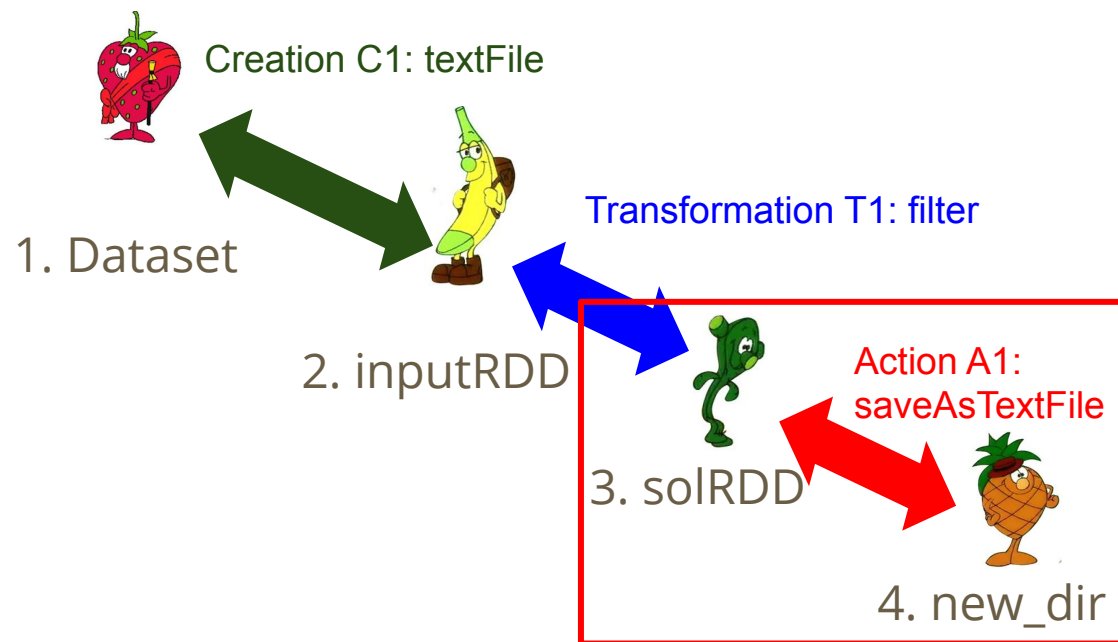 Creation C1: textFile
1. Dataset
Transformation T1: filter
2. inputRDD
Action A1:
saveAsTextFile
3. solRDD
4. new_dir